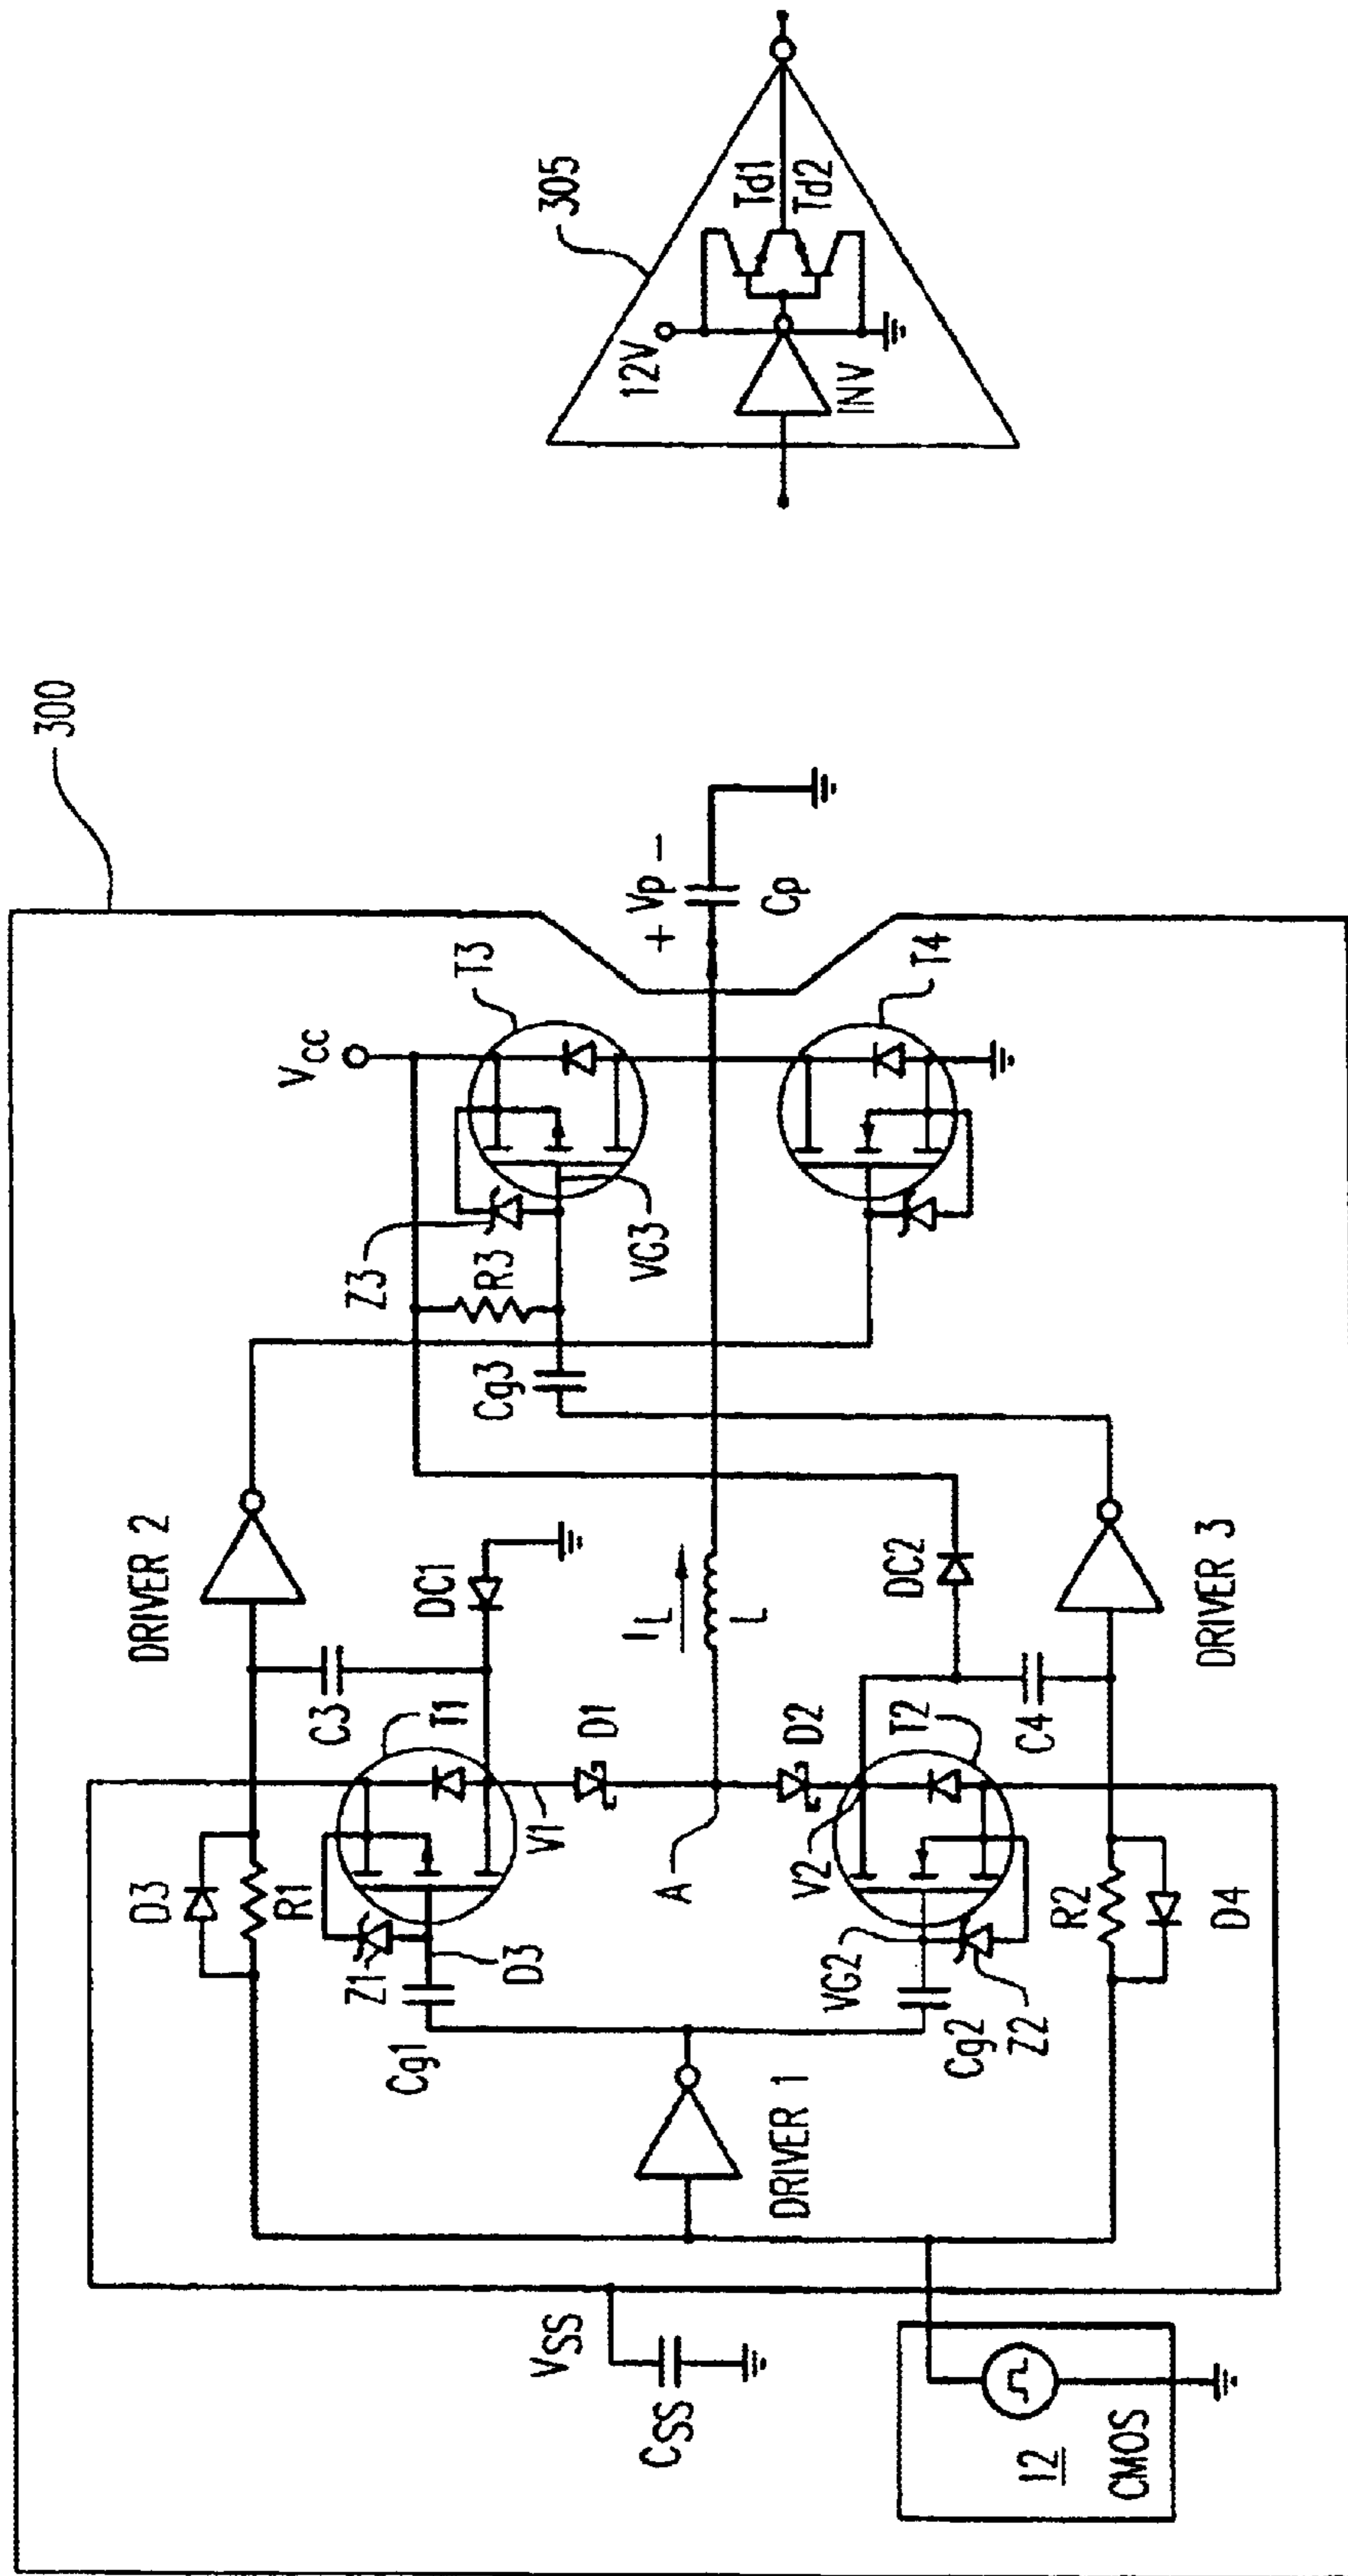 300
DRIVER 2
D3
R1
C3
T1
DC1
Z1
D3
Cg1
V1
D1
Vcc
Z3
R3
T3
VG3
Cg3
+ Vp −
Cp
IL
L
A
DRIVER 1
VSS
CSS
V2
D2
DC2
VG2
Cg2
Z2
T2
C4
T4
R2
D4
DRIVER 3
12
CMOS
305
12V
Td1
Td2
INV